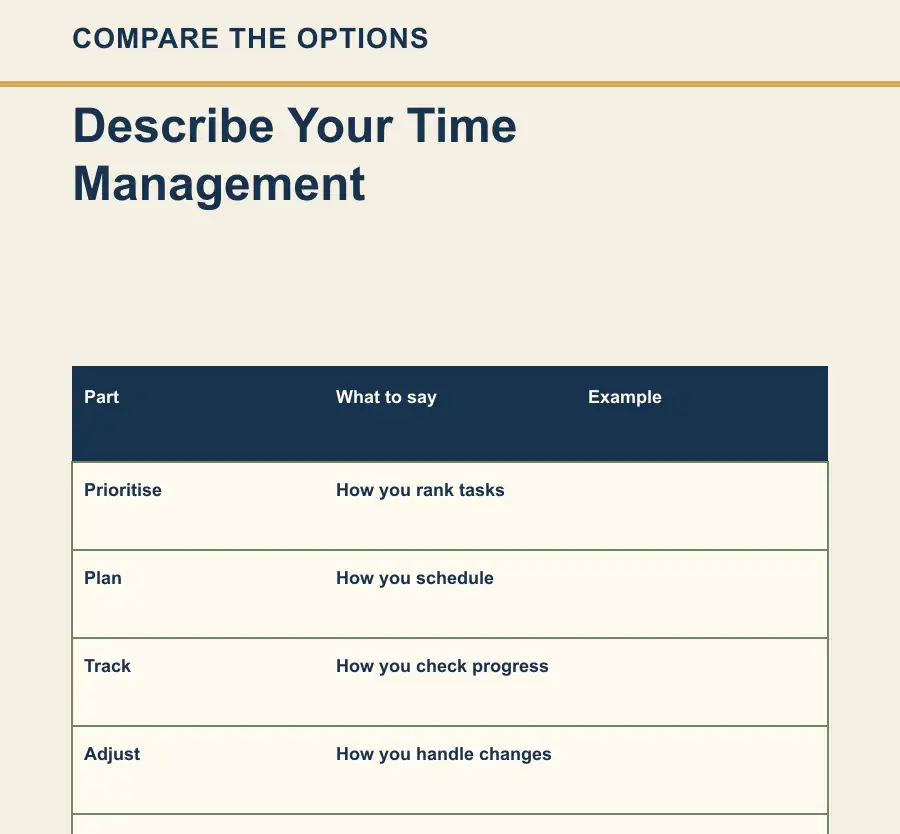 COMPARE THE OPTIONS
Describe Your Time
Management
Part What to say Example
Prioritise How you rank tasks
Plan How you schedule
Track How you check progress
Adjust How you handle changes